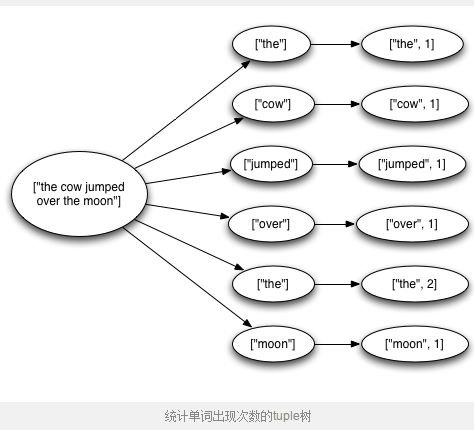 ["the cow jumped
over the moon"]
["the"]
["the", 1]
["cow"]
["cow", 1]
["jumped"]
["jumped", 1]
["over"]
["over", 1]
["the"]
["the", 2]
["moon"]
["moon", 1]
统计单词出现次数的tuple树